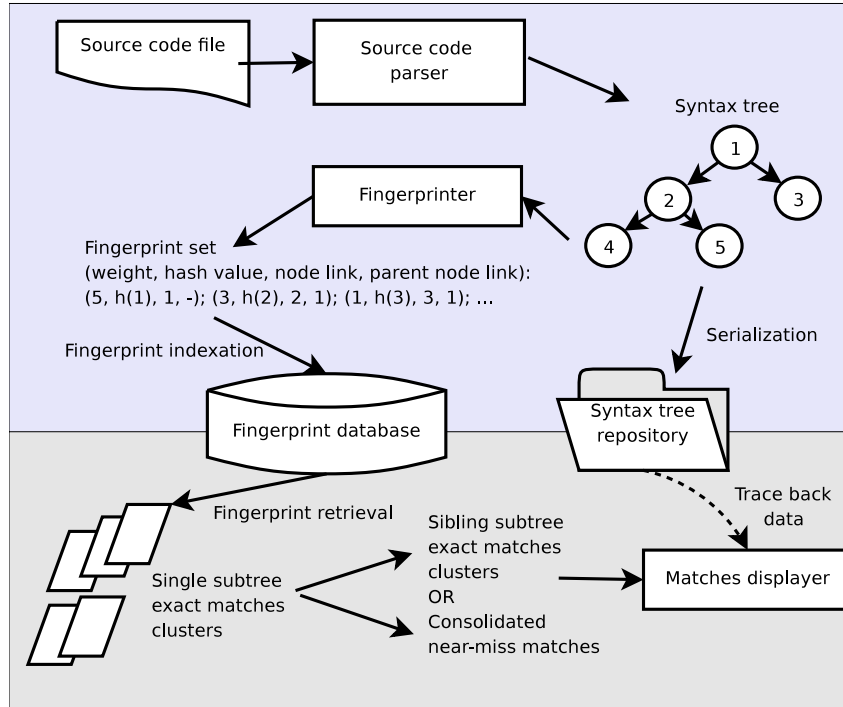 Source code file
Source code
parser
Syntax tree
1
2
3
4
5
Fingerprinter
Fingerprint set
(weight, hash value, node link, parent node link):
(5, h(1), 1, -); (3, h(2), 2, 1); (1, h(3), 3, 1); ...
Serialization
Fingerprint indexation
Syntax tree
repository
Fingerprint database
Trace back
data
Fingerprint retrieval
Single subtree
exact matches
clusters
Sibling subtree
exact matches
clusters
OR
Consolidated
near-miss matches
Matches displayer